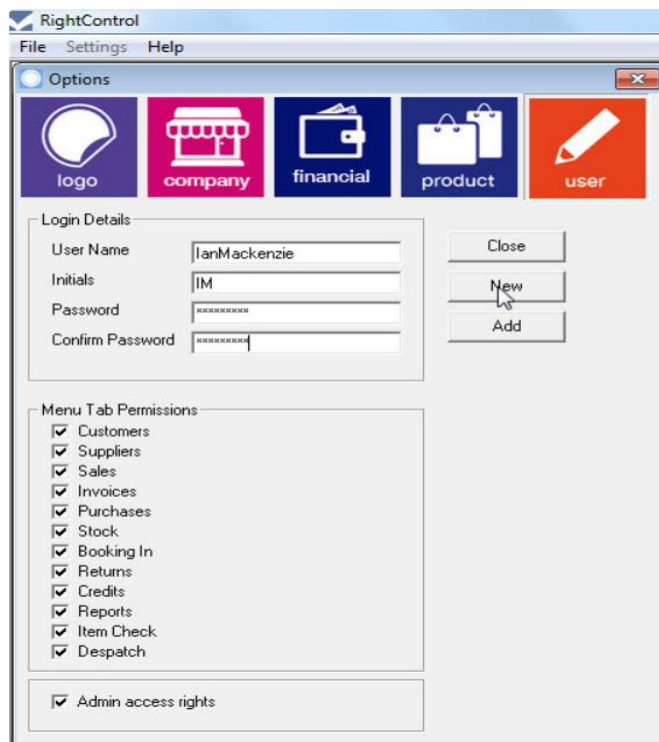 RightControl
File Settings Help
Options
logo company financial product user
Login Details
User Name IanMackenzie
Initials IM
Password *********
Confirm Password *********
Close
New
Add
Menu Tab Permissions
Customers
Suppliers
Sales
Invoices
Purchases
Stock
Booking In
Returns
Credits
Reports
Item Check
Despatch
Admin access rights